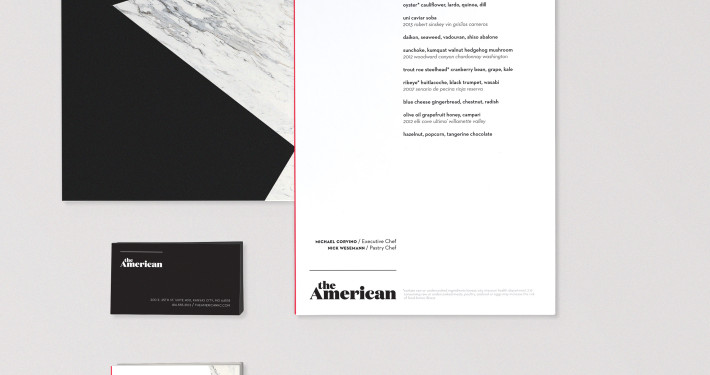 oyster* cauliflower, lardo, quinoa, dill
uni caviar soba
2013 robert sinskey vin gris los carneros
daikon, seaweed, vadouvan, shiso abalone
sunchoke, kumquat walnut hedgehog mushroom
2012 woodward canyon chardonnay washington
trout roe steelhead* cranberry bean, grape, kale
ribeye* huitlacoche, black trumpet, wasabi
2007 senorio de pecina rioja reserva
blue cheese gingerbread, chestnut, radish
olive oil grapefruit honey, campari
2012 elk cove ultima willamette valley
hazelnut, popcorn, tangerine chocolate
MICHAEL CORVINO / Executive Chef
NICK WESEMANN / Pastry Chef
the
American
the
American